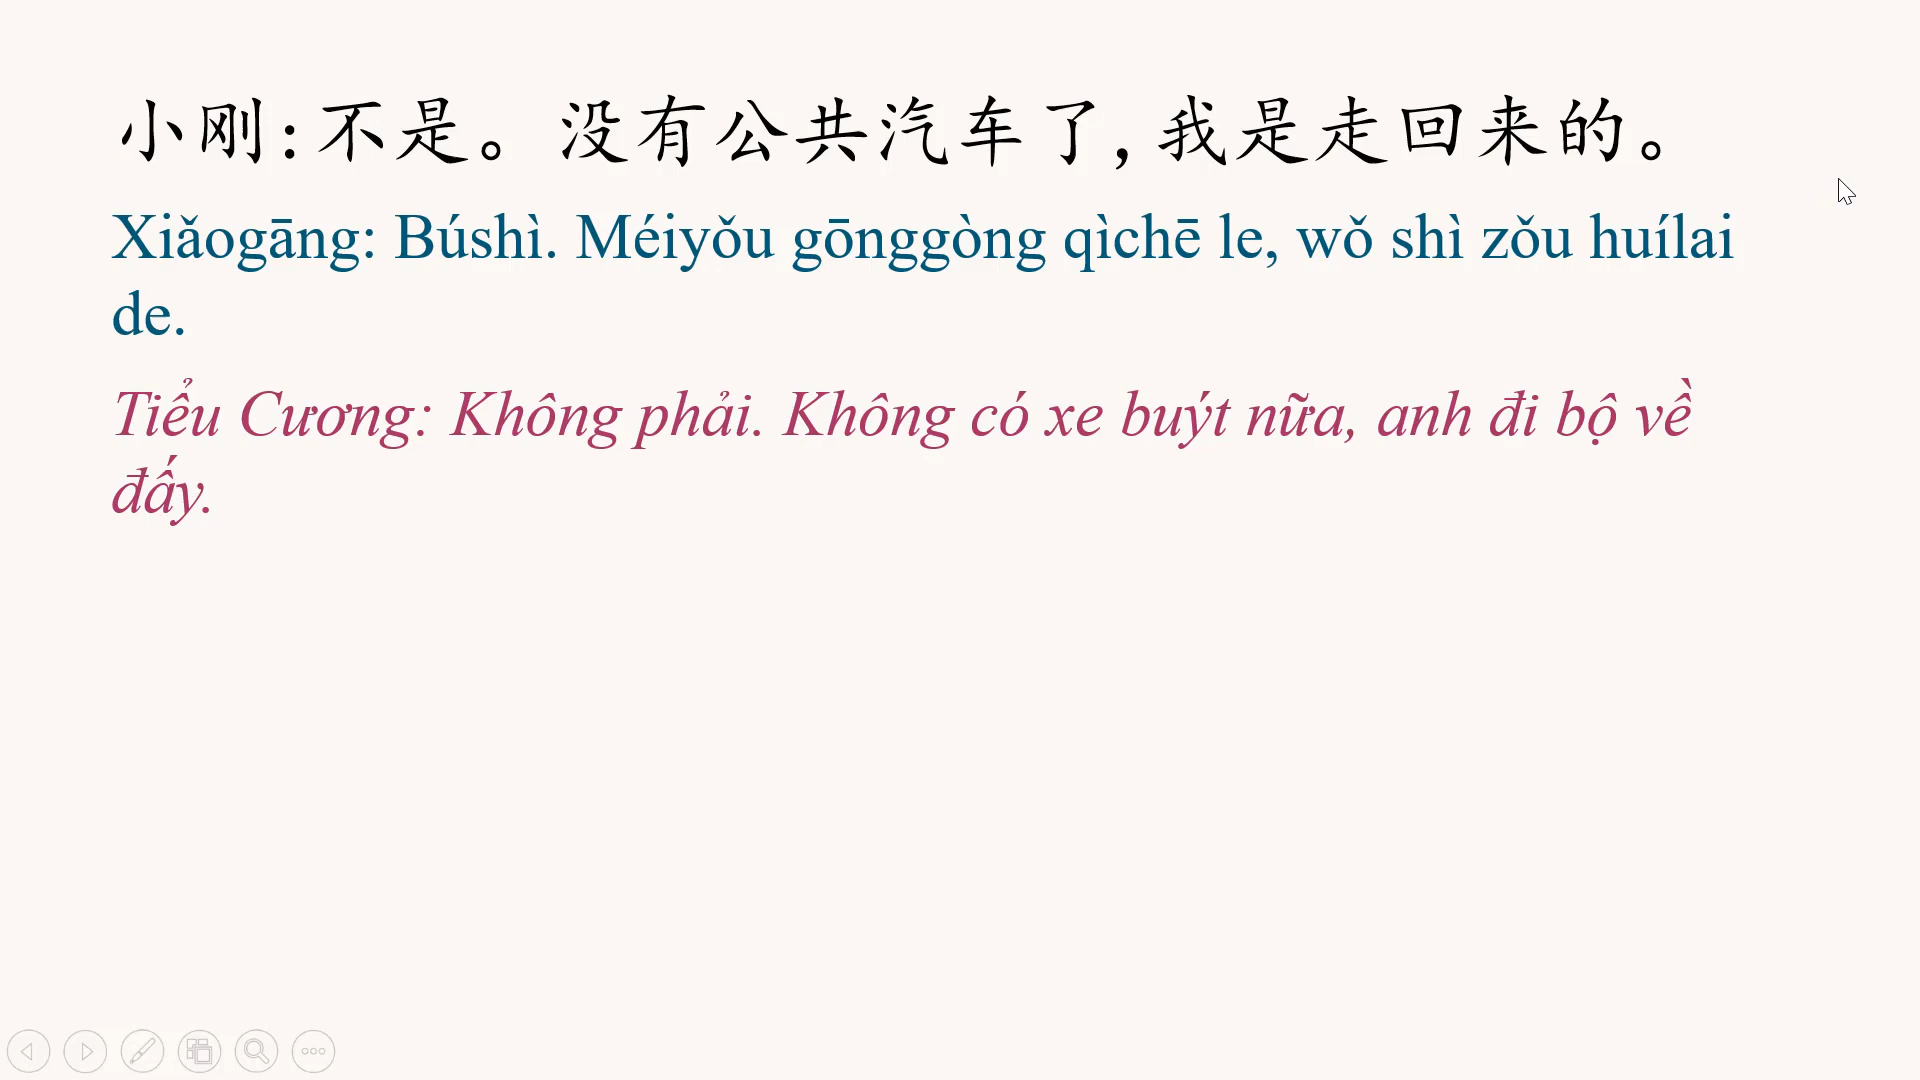 小刚:不是。没有公共汽车了,我是走回来的。
Xiǎogāng: Búshì. Méiyǒu gōnggòng qìchē le, wǒ shì zǒu huílai
de.
Tiểu Cương: Không phải. Không có xe buýt nữa, anh đi bộ về
đấy.